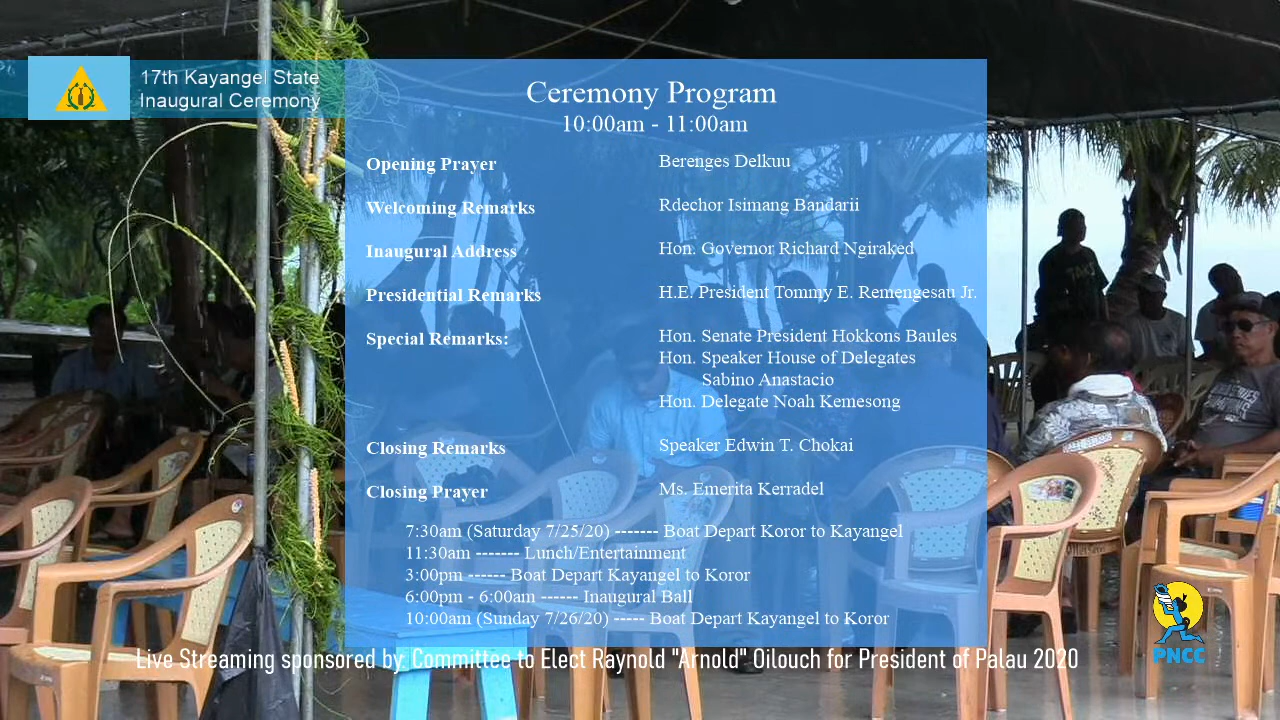 17th Kayangel State
Inaugural Ceremony
Ceremony Program
10:00am - 11:00am
Opening Prayer Berenges Delkuu
Welcoming Remarks Rdechor Isimang Bandarii
Inaugural Address Hon. Governor Richard Ngiraked
Presidential Remarks H.E. President Tommy E. Remengesau Jr.
Special Remarks: Hon. Senate President Hokkons Baules
Hon. Speaker House of Delegates
Sabino Anastacio
Hon. Delegate Noah Kemesong
Closing Remarks Speaker Edwin T. Chokai
Closing Prayer Ms. Emerita Kerradel
7:30am (Saturday 7/25/20) ------- Boat Depart Koror to Kayangel
11:30am ------- Lunch/Entertainment
3:00pm ------ Boat Depart Kayangel to Koror
6:00pm - 6:00am ------ Inaugural Ball
10:00am (Sunday 7/26/20) ----- Boat Depart Kayangel to Koror
PNCC
Live Streaming sponsored by Committee to Elect Raynold "Arnold" Oilouch for President of Palau 2020